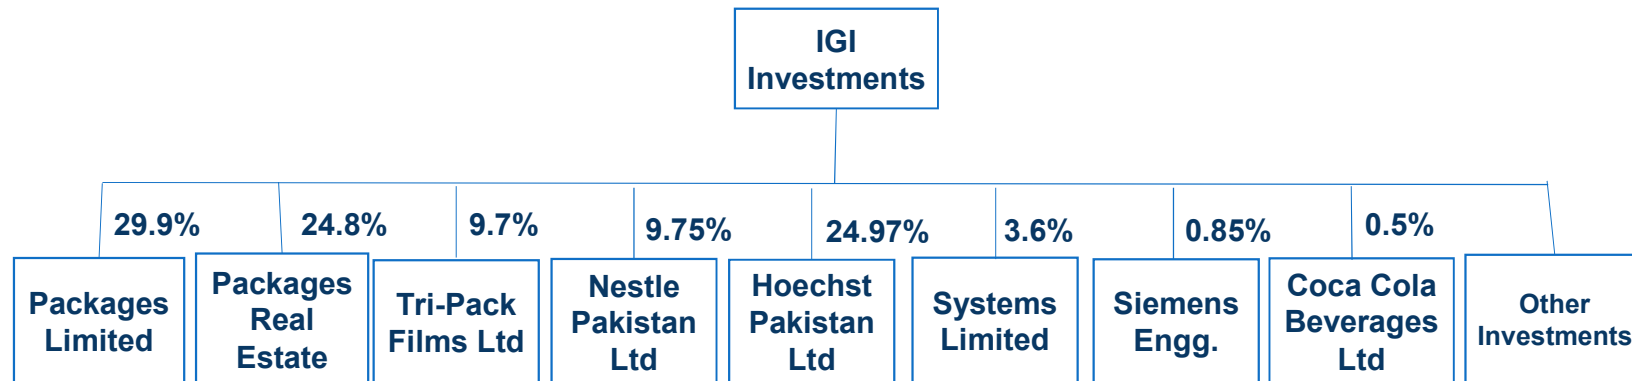 IGI
Investments
29.9%
24.8%
9.7%
9.75%
24.97%
3.6%
0.85%
0.5%
Packages
Limited
Packages
Real
Estate
Tri-Pack
Films Ltd
Nestle
Pakistan
Ltd
Hoechst
Pakistan
Ltd
Systems
Limited
Siemens
Engg.
Coca Cola
Beverages
Ltd
Other
Investments